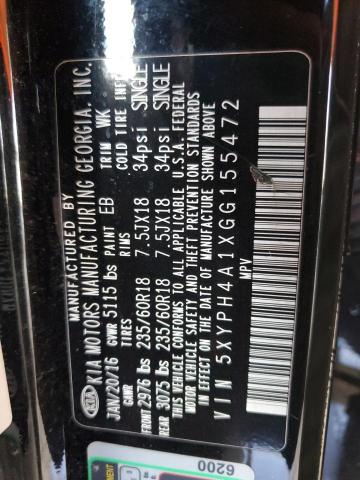 MANUFACTURED BY
KIA KIA MOTORS MANUFACTURING GEORGIA, INC.
JAN/20/16 GVWR 5115 lbs PAINT EB TRIM WK
GAWR TIRES RIMS COLD TIRE INF
FRONT 2976 lbs 235/60R18 7.5JX18 34psi SINGLE
REAR 3075 lbs 235/60R18 7.5JX18 34psi SINGLE
THIS VEHICLE CONFORMS TO ALL APPLICABLE U.S.A. FEDERAL
MOTOR VEHICLE SAFETY AND THEFT PREVENTION STANDARDS
IN EFFECT ON THE DATE OF MANUFACTURE SHOWN ABOVE
VIN 5XYPH4A1XGG155472
MPV
6200